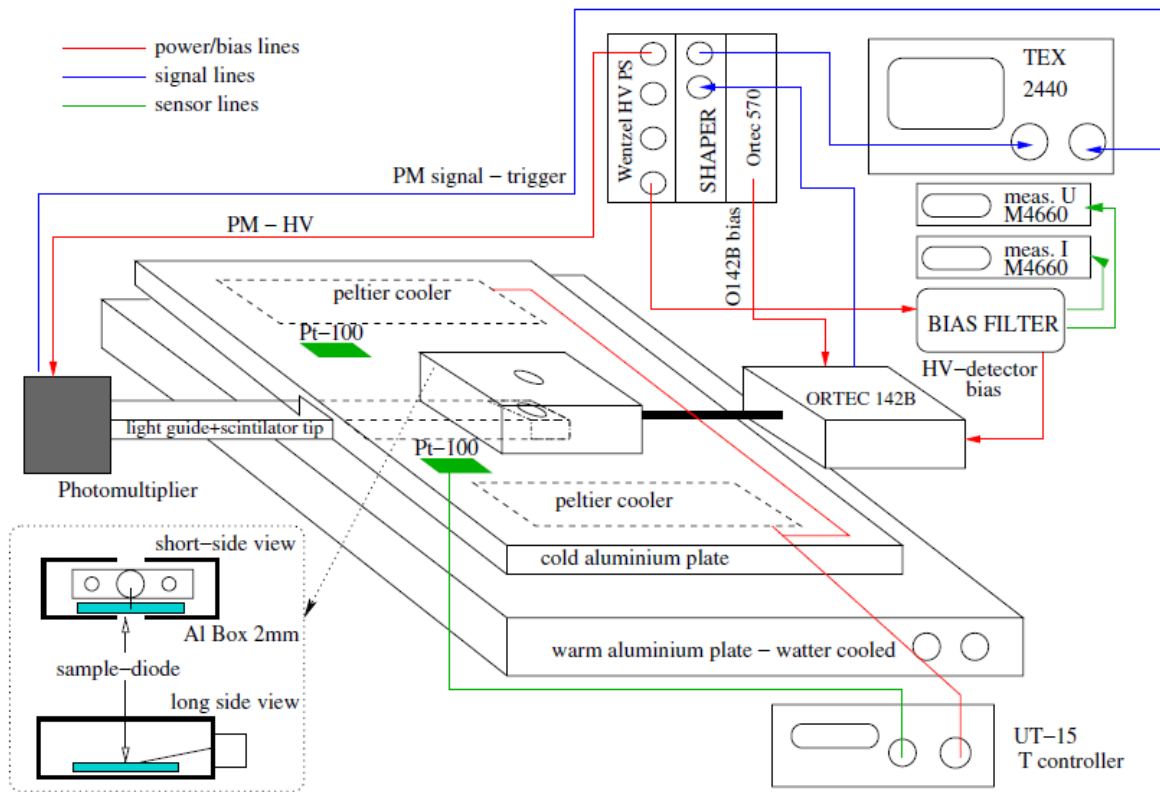 power/bias lines
signal lines
sensor lines
Wentzel HV PS
SHAPER
Ortec 570
TEX
2440
PM signal − trigger
meas. U
M4660
PM − HV
O142B bias
meas. I
M4660
peltier cooler
BIAS FILTER
Pt−100
HV−detector
bias
ORTEC 142B
light guide+scintilator tip
Pt−100
Photomultiplier
peltier cooler
short−side view
cold aluminium plate
Al Box 2mm
warm aluminium plate − watter cooled
sample−diode
long side view
UT−15
T controller